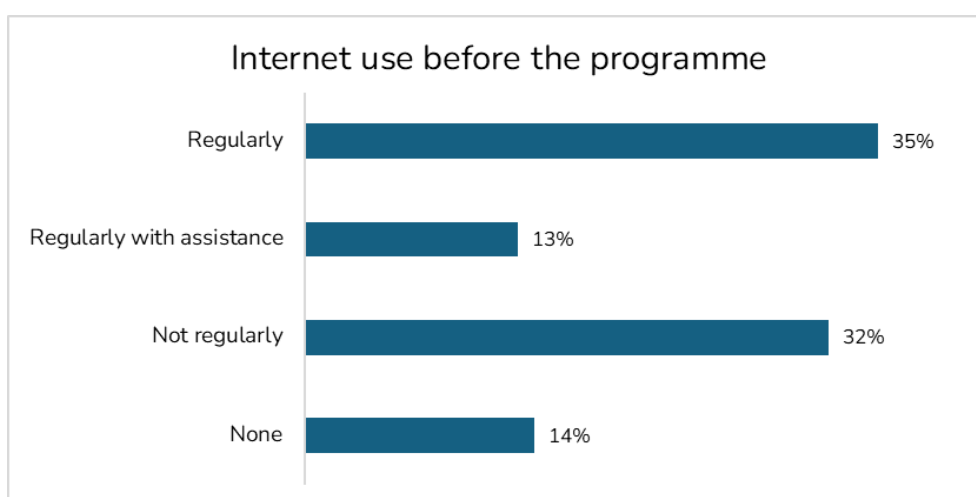 Internet use before the programme
Regularly 35%
Regularly with assistance 13%
Not regularly 32%
None 14%